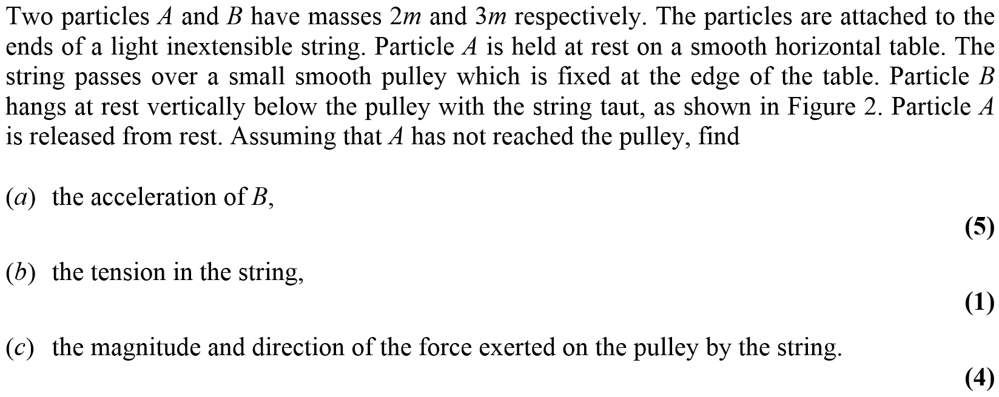 Two particles A and B have masses 2m and 3m respectively. The particles are attached to the
ends of a light inextensible string. Particle A is held at rest on a smooth horizontal table. The
string passes over a small smooth pulley which is fixed at the edge of the table. Particle B
hangs at rest vertically below the pulley with the string taut, as shown in Figure 2. Particle A
is released from rest. Assuming that A has not reached the pulley, find
(a) the acceleration of B,
(5)
(b) the tension in the string,
(1)
(c) the magnitude and direction of the force exerted on the pulley by the string.
(4)